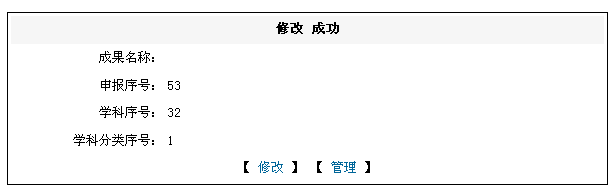 修改 成功
成果名称：
申报序号： 53
学科序号： 32
学科分类序号： 1
【 修改 】 【 管理 】